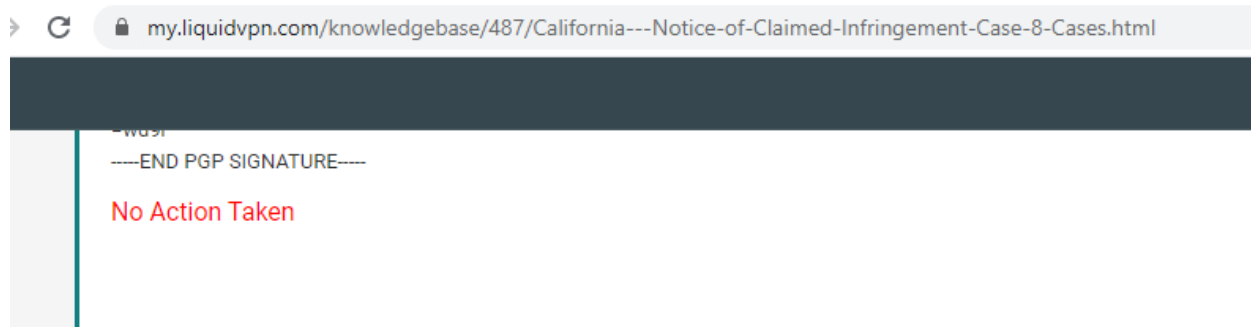 my.liquidvpn.com/knowledgebase/487/California---Notice-of-Claimed-Infringement-Case-8-Cases.html
-----END PGP SIGNATURE-----
No Action Taken